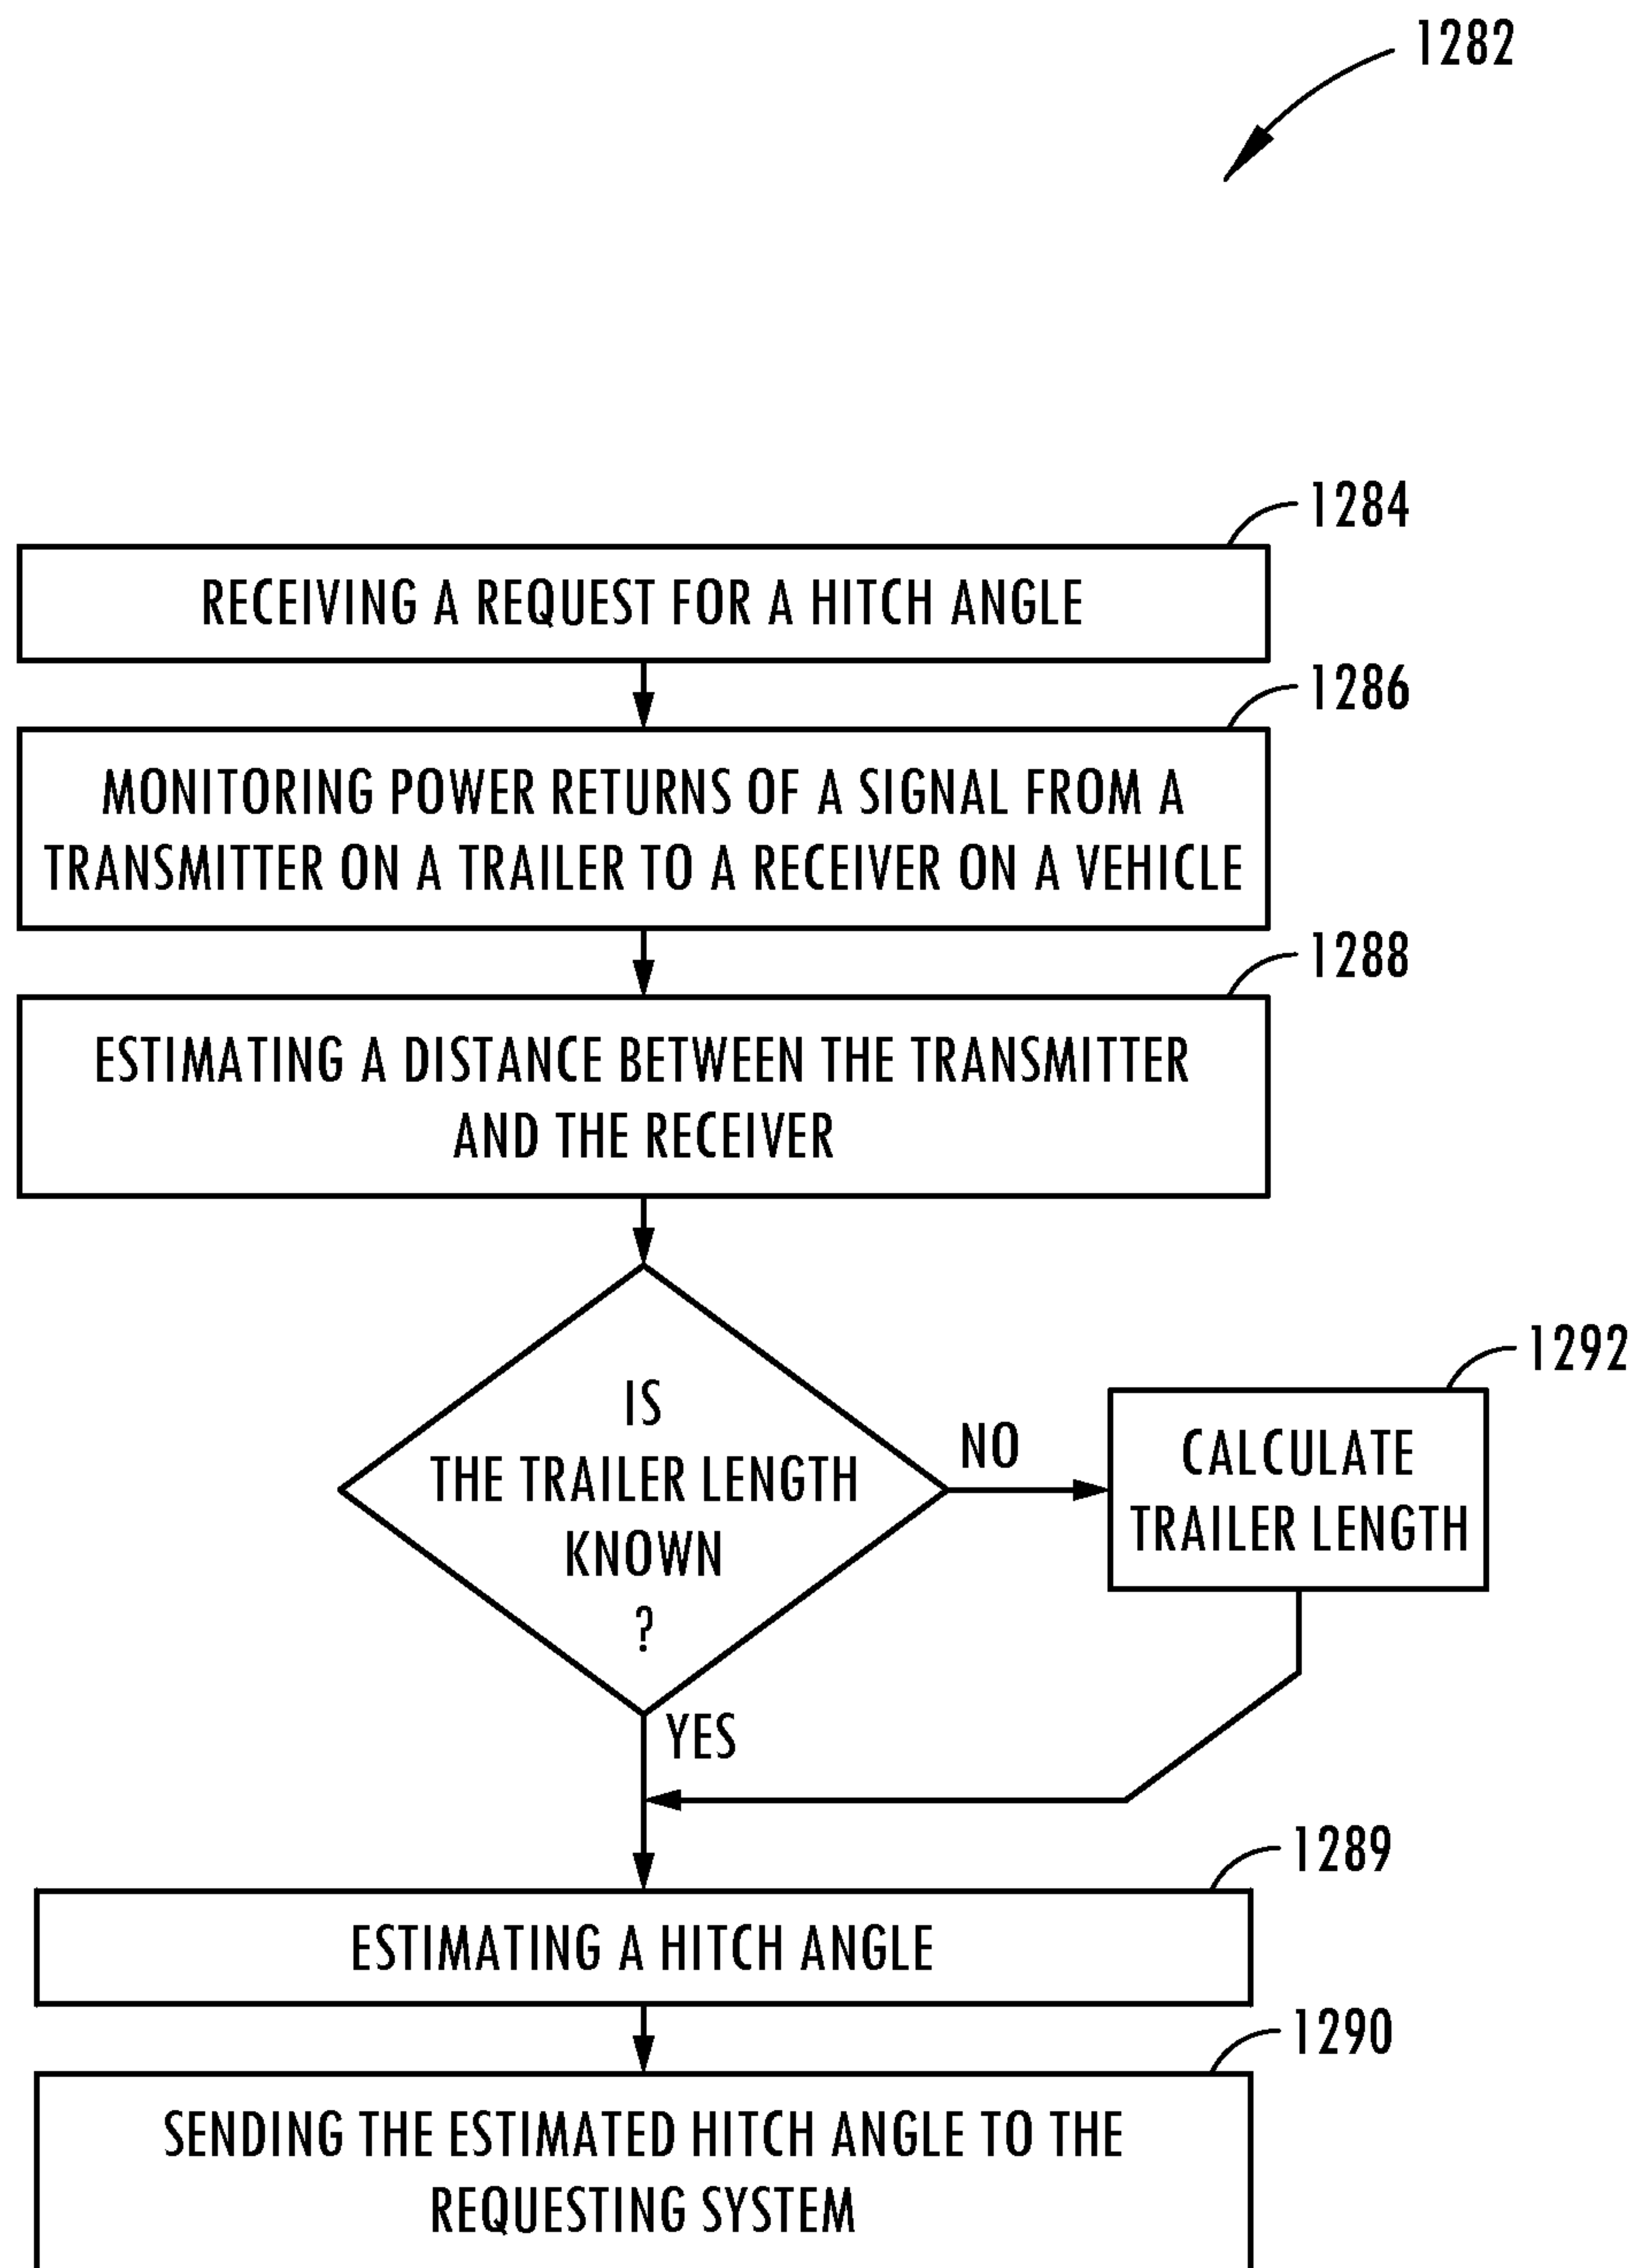 1282
1284
RECEIVING A REQUEST FOR A HITCH ANGLE
1286
MONITORING POWER RETURNS OF A SIGNAL FROM A
TRANSMITTER ON A TRAILER TO A RECEIVER ON A VEHICLE
1288
ESTIMATING A DISTANCE BETWEEN THE TRANSMITTER
AND THE RECEIVER
IS
THE TRAILER LENGTH
KNOWN
?
NO
1292
CALCULATE
TRAILER LENGTH
YES
1289
ESTIMATING A HITCH ANGLE
1290
SENDING THE ESTIMATED HITCH ANGLE TO THE
REQUESTING SYSTEM